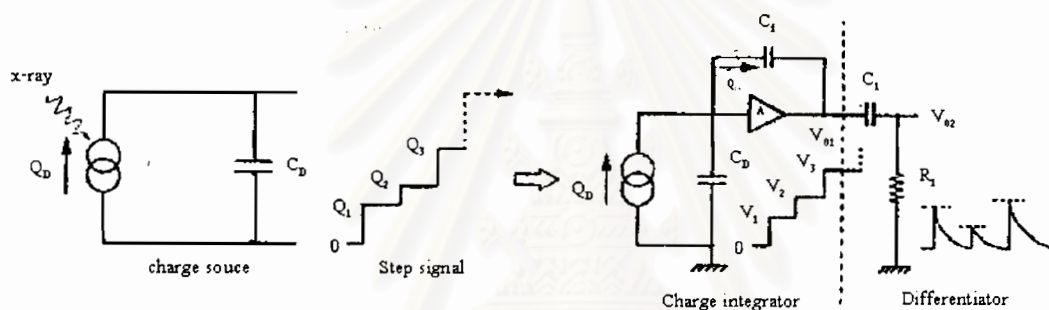 x-ray
Q_D
C_D
charge souce
Q_1
Q_2
Q_3
0
Step signal
C_f
Q
A
Q_D
C_D
V_01
V_1
V_2
V_3
0
Charge integrator
C_1
V_02
R_1
Differentiator